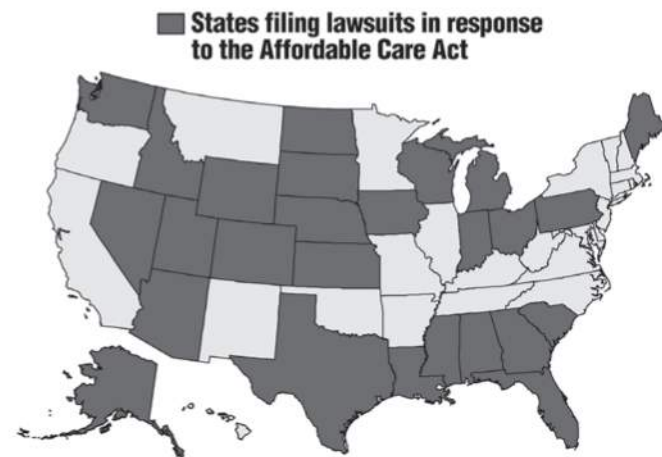 States filing lawsuits in response
to the Affordable Care Act